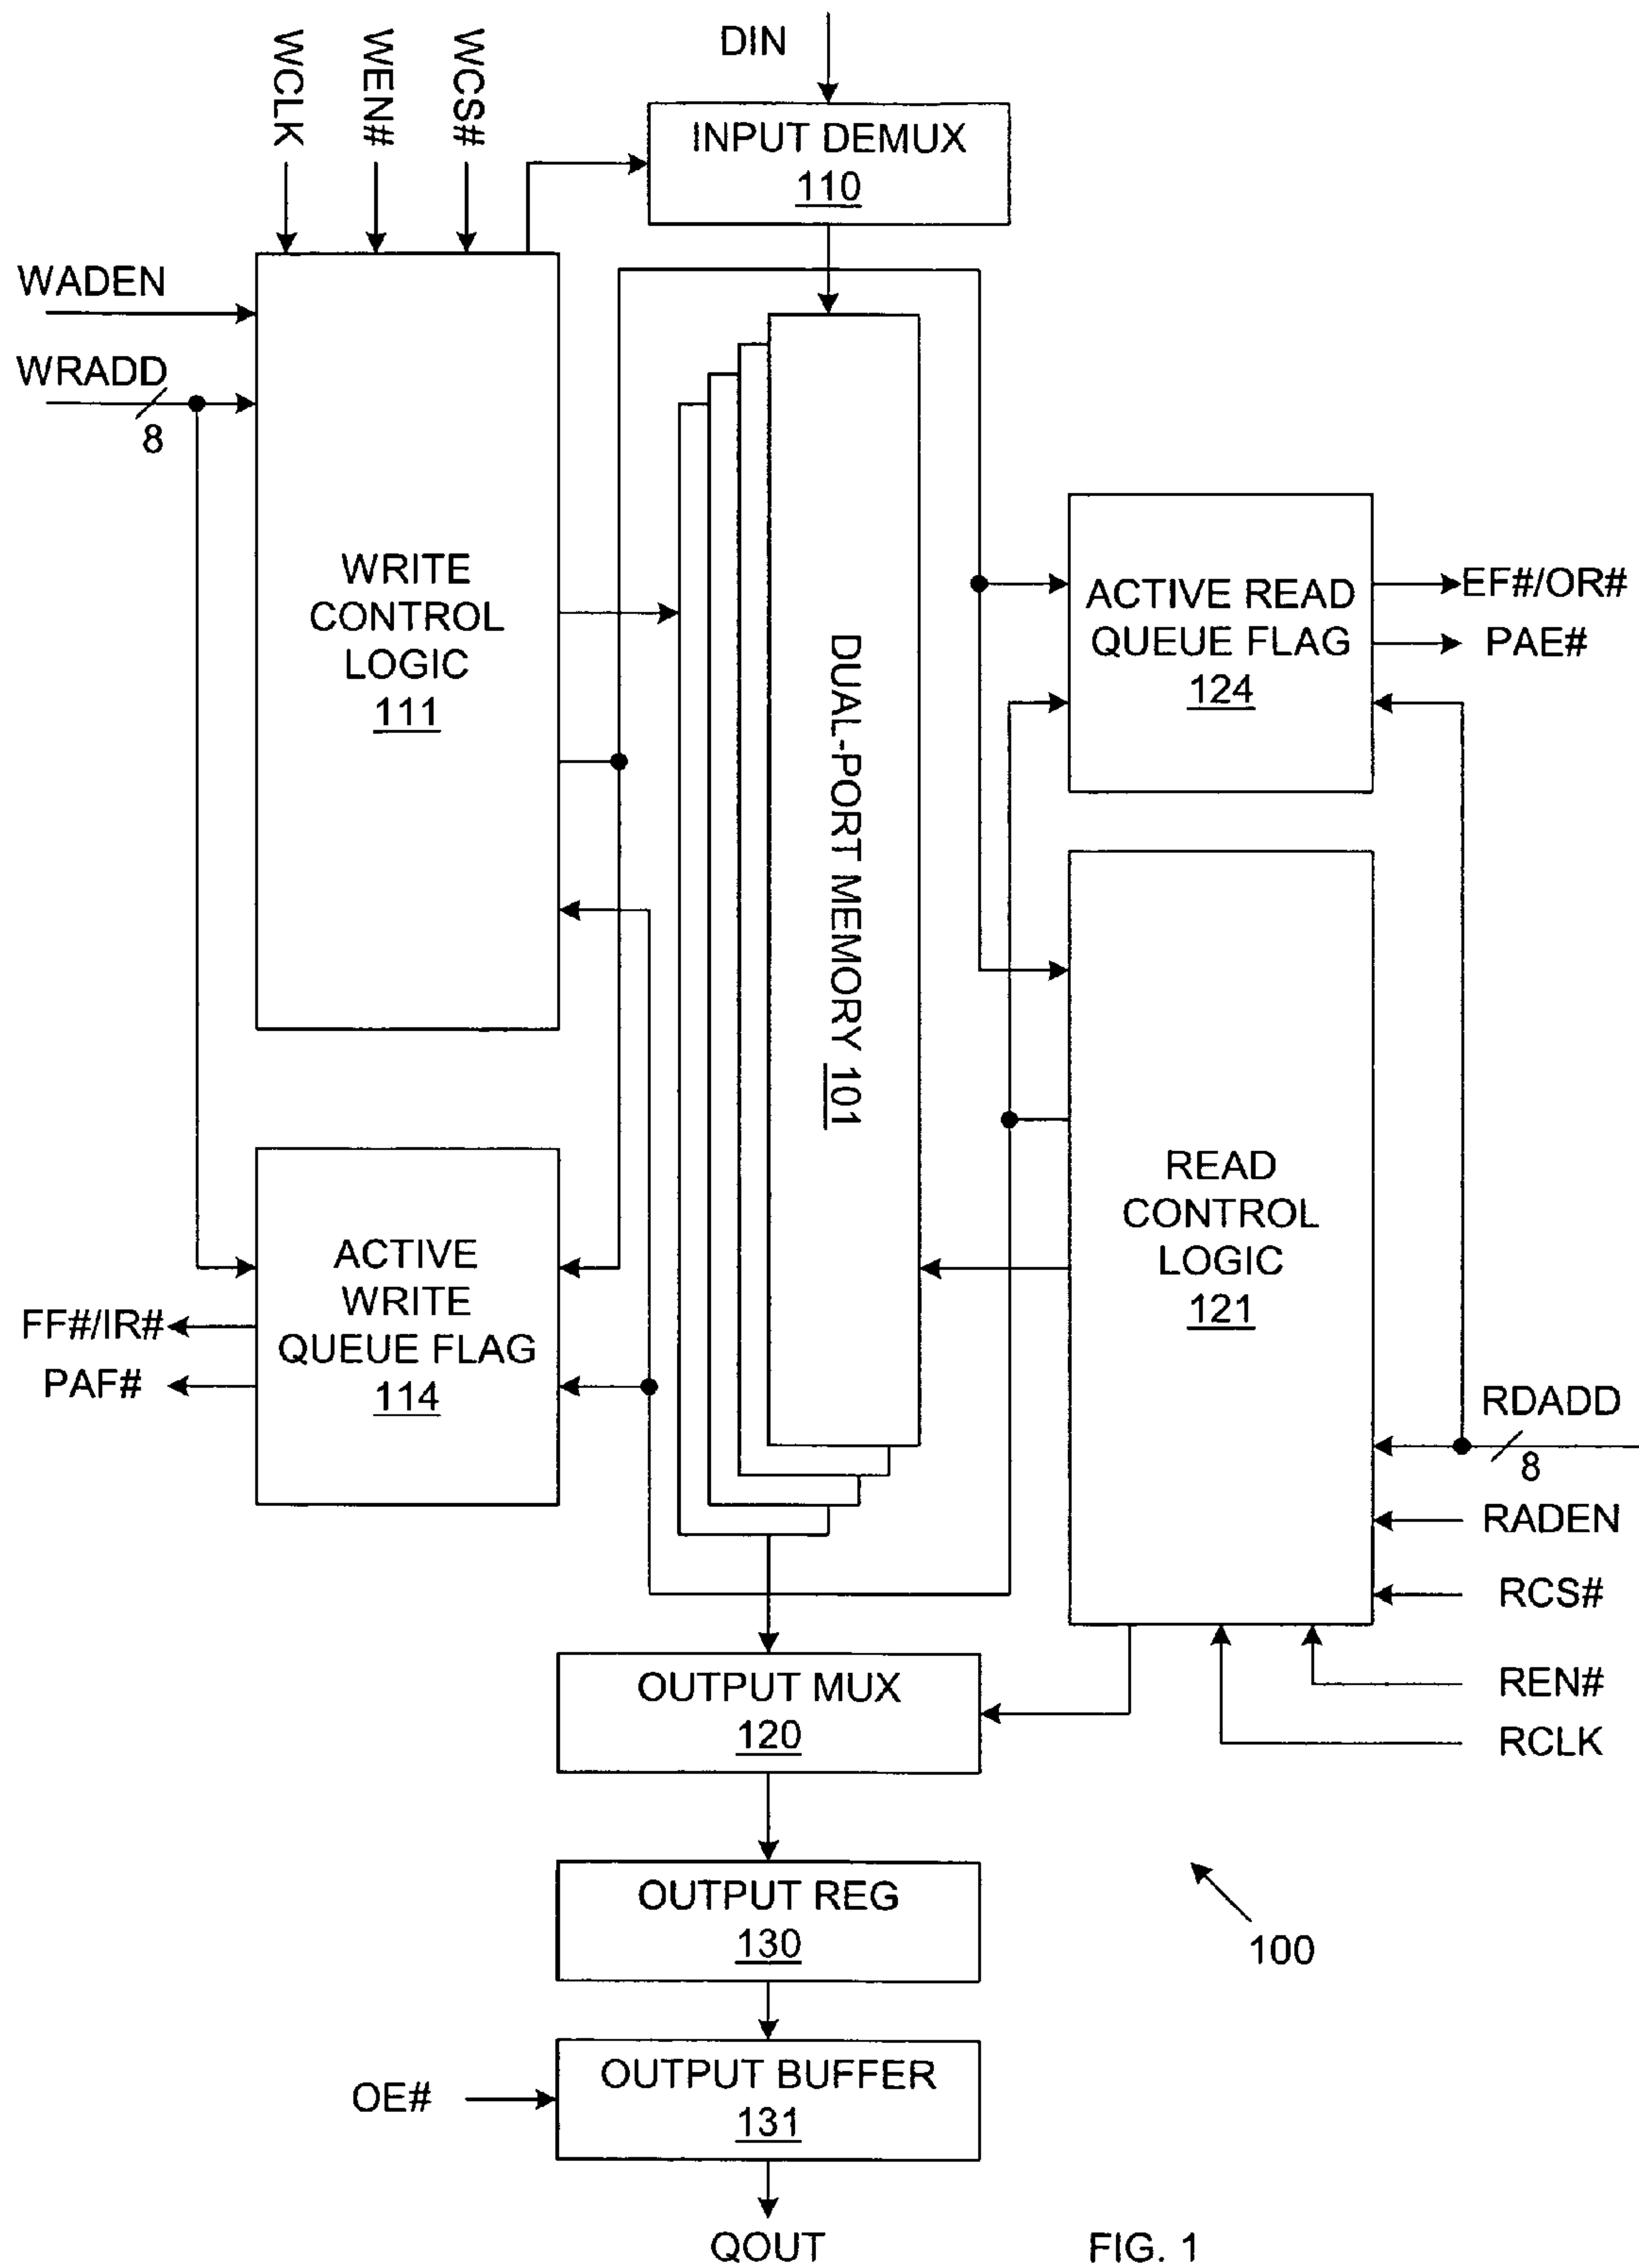 DIN
WCLK
WEN#
WCS#
INPUT DEMUX
110
WADEN
WRADD
8
WRITE
CONTROL
LOGIC
111
DUAL-PORT MEMORY 101
ACTIVE READ
QUEUE FLAG
124
EF#/OR#
PAE#
READ
CONTROL
LOGIC
121
ACTIVE
WRITE
QUEUE FLAG
114
FF#/IR#
PAF#
RDADD
8
RADEN
RCS#
REN#
RCLK
OUTPUT MUX
120
OUTPUT REG
130
100
OUTPUT BUFFER
131
OE#
QOUT
FIG. 1